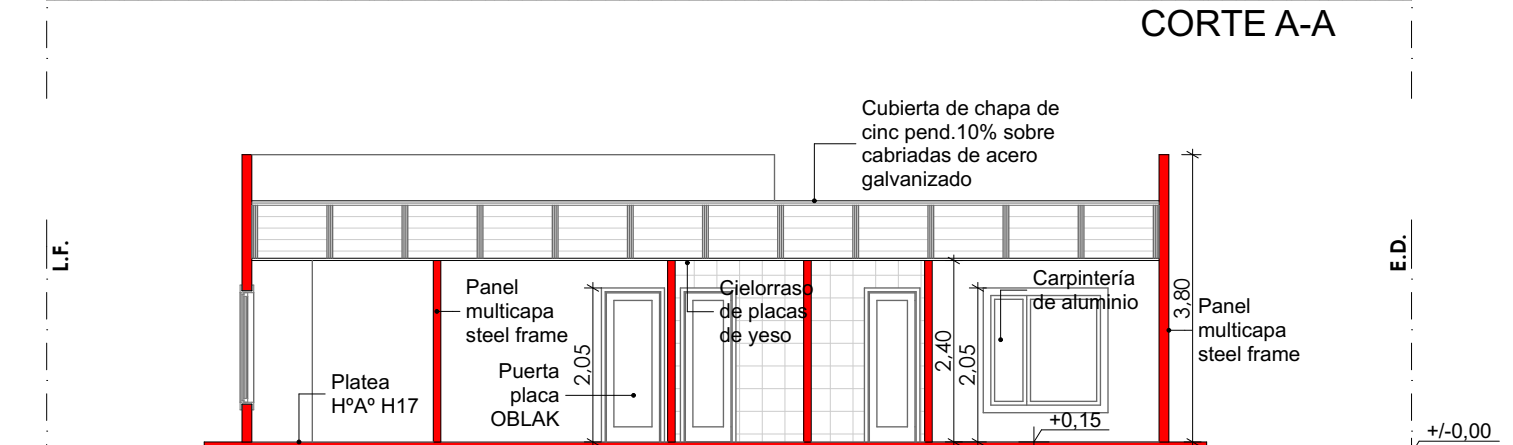 CORTE A-A
Cubierta de chapa de
cinc pend.10% sobre
cabriadas de acero
galvanizado
L.F.
E.D.
Panel
multicapa
steel frame
Cielorraso
de placas
de yeso
Carpintería
de aluminio
3,80
Panel
multicapa
steel frame
2,05
2,40
2,05
Puerta
placa
OBLAK
Platea
HºAº H17
+0,15
+/-0,00